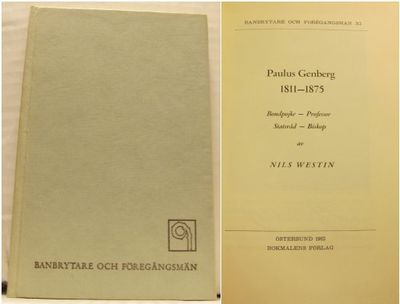 BANBRYTARE OCH FÖREGÅNGSMÄN
BANBRYTARE OCH FÖREGÅNGSMÄN XI
Paulus Genberg
1811—1875
Bondpojke — Professor
Statsråd — Biskop
av
NILS WESTIN
ÖSTERSUND 1962
BOKMALENS FÖRLAG